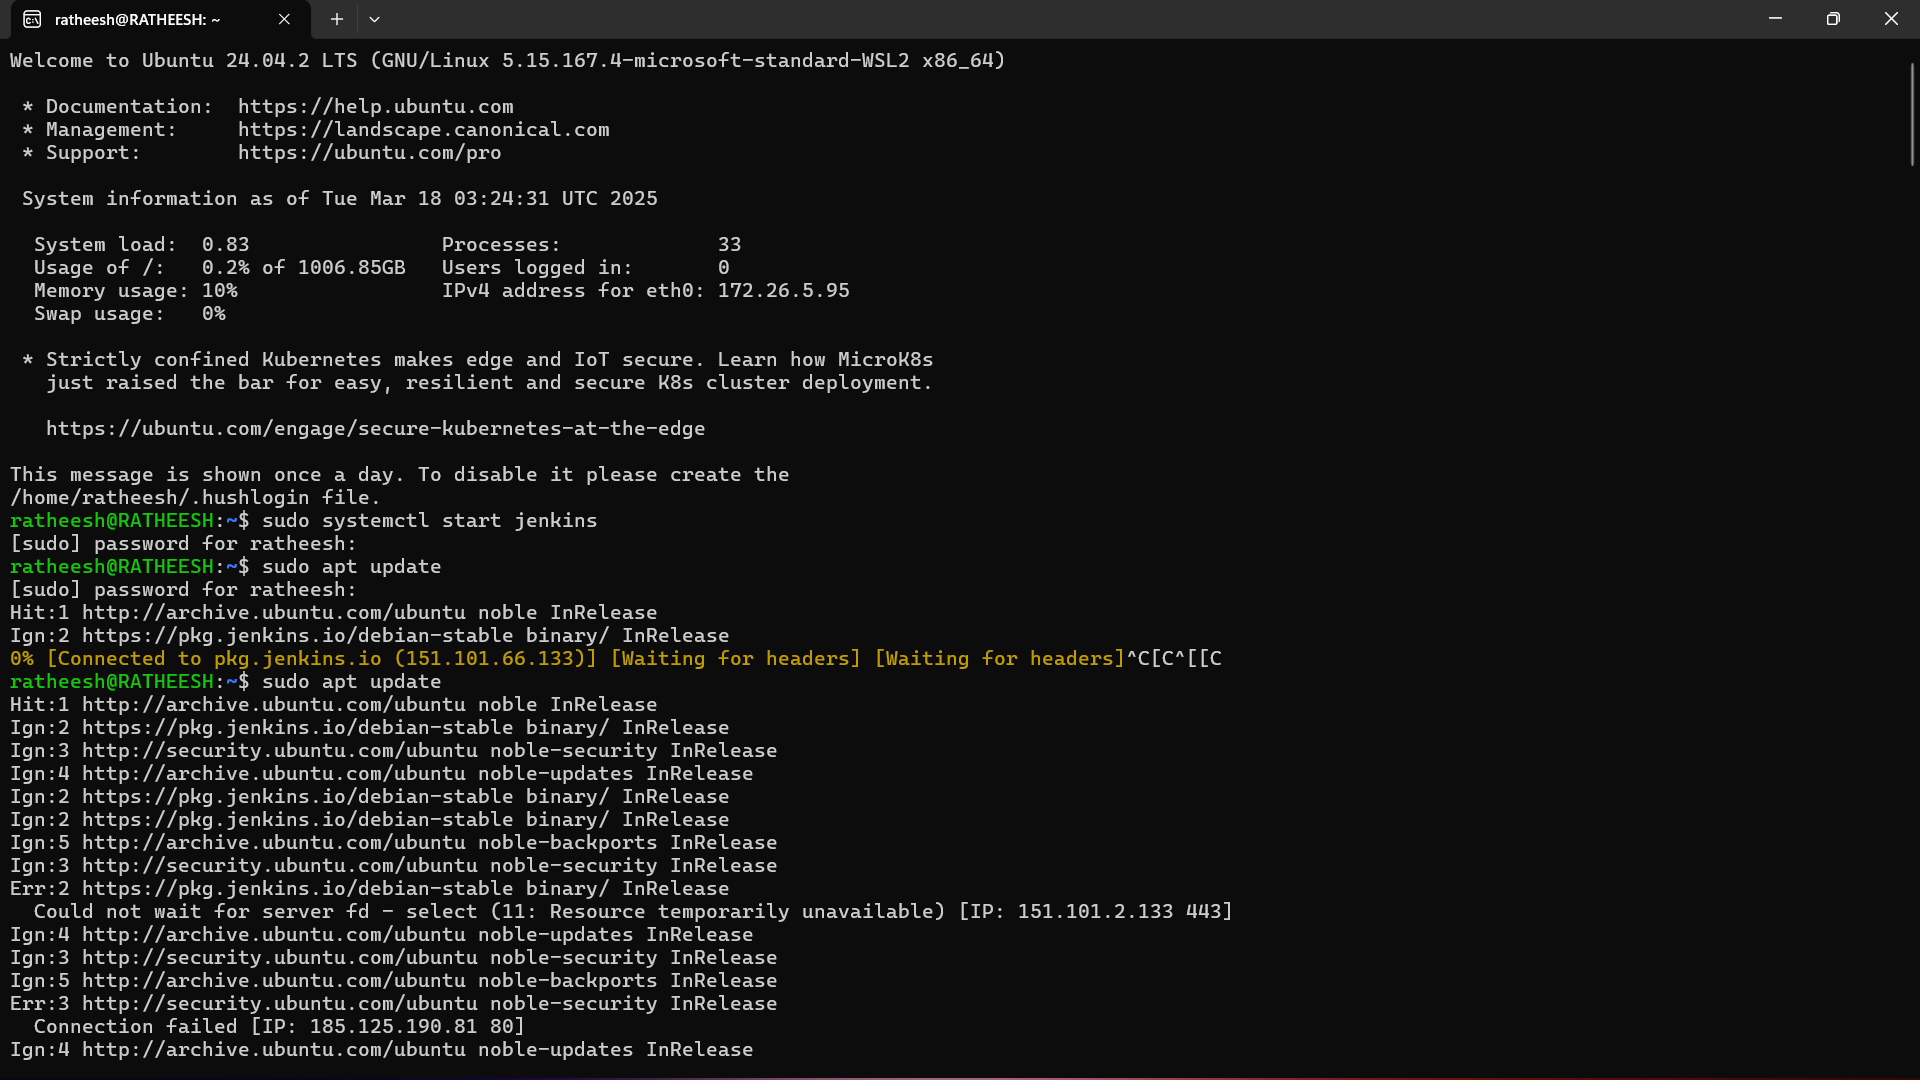 ratheesh@RATHEESH: ~
Welcome to Ubuntu 24.04.2 LTS (GNU/Linux 5.15.167.4-microsoft-standard-WSL2 x86_64)
* Documentation:  https://help.ubuntu.com
* Management:     https://landscape.canonical.com
* Support:        https://ubuntu.com/pro
System information as of Tue Mar 18 03:24:31 UTC 2025
System load:  0.83                Processes:             33
Usage of /:   0.2% of 1006.85GB   Users logged in:       0
Memory usage: 10%                 IPv4 address for eth0: 172.26.5.95
Swap usage:   0%
* Strictly confined Kubernetes makes edge and IoT secure. Learn how MicroK8s
just raised the bar for easy, resilient and secure K8s cluster deployment.
https://ubuntu.com/engage/secure-kubernetes-at-the-edge
This message is shown once a day. To disable it please create the
/home/ratheesh/.hushlogin file.
ratheesh@RATHEESH:~$ sudo systemctl start jenkins
[sudo] password for ratheesh:
ratheesh@RATHEESH:~$ sudo apt update
[sudo] password for ratheesh:
Hit:1 http://archive.ubuntu.com/ubuntu noble InRelease
Ign:2 https://pkg.jenkins.io/debian-stable binary/ InRelease
0% [Connected to pkg.jenkins.io (151.101.66.133)] [Waiting for headers] [Waiting for headers]^C[C^[[C
ratheesh@RATHEESH:~$ sudo apt update
Hit:1 http://archive.ubuntu.com/ubuntu noble InRelease
Ign:2 https://pkg.jenkins.io/debian-stable binary/ InRelease
Ign:3 http://security.ubuntu.com/ubuntu noble-security InRelease
Ign:4 http://archive.ubuntu.com/ubuntu noble-updates InRelease
Ign:2 https://pkg.jenkins.io/debian-stable binary/ InRelease
Ign:2 https://pkg.jenkins.io/debian-stable binary/ InRelease
Ign:5 http://archive.ubuntu.com/ubuntu noble-backports InRelease
Ign:3 http://security.ubuntu.com/ubuntu noble-security InRelease
Err:2 https://pkg.jenkins.io/debian-stable binary/ InRelease
Could not wait for server fd - select (11: Resource temporarily unavailable) [IP: 151.101.2.133 443]
Ign:4 http://archive.ubuntu.com/ubuntu noble-updates InRelease
Ign:3 http://security.ubuntu.com/ubuntu noble-security InRelease
Ign:5 http://archive.ubuntu.com/ubuntu noble-backports InRelease
Err:3 http://security.ubuntu.com/ubuntu noble-security InRelease
Connection failed [IP: 185.125.190.81 80]
Ign:4 http://archive.ubuntu.com/ubuntu noble-updates InRelease